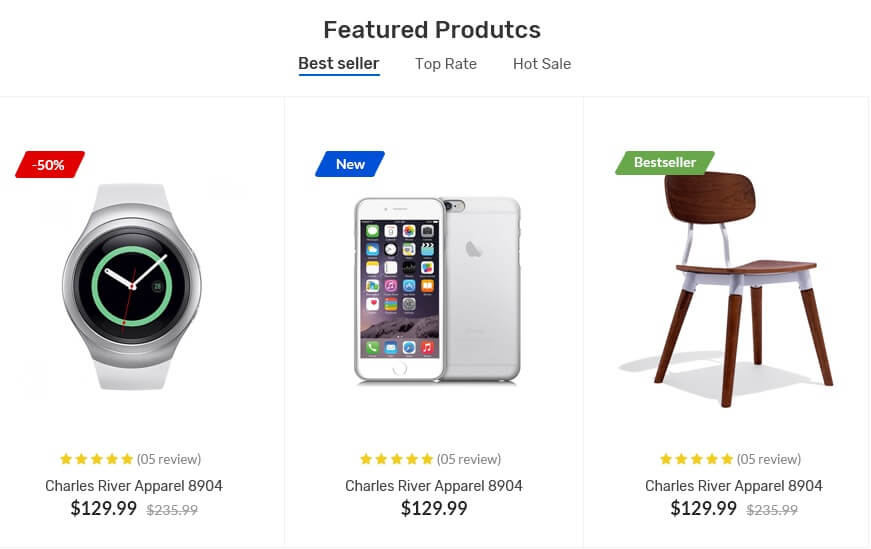 Featured Produtcs
Best seller Top Rate Hot Sale
-50% New Bestseller
28
(05 review) (05 review) (05 review)
Charles River Apparel 8904 Charles River Apparel 8904 Charles River Apparel 8904
$129.99 $235.99 $129.99 $129.99 $235.99